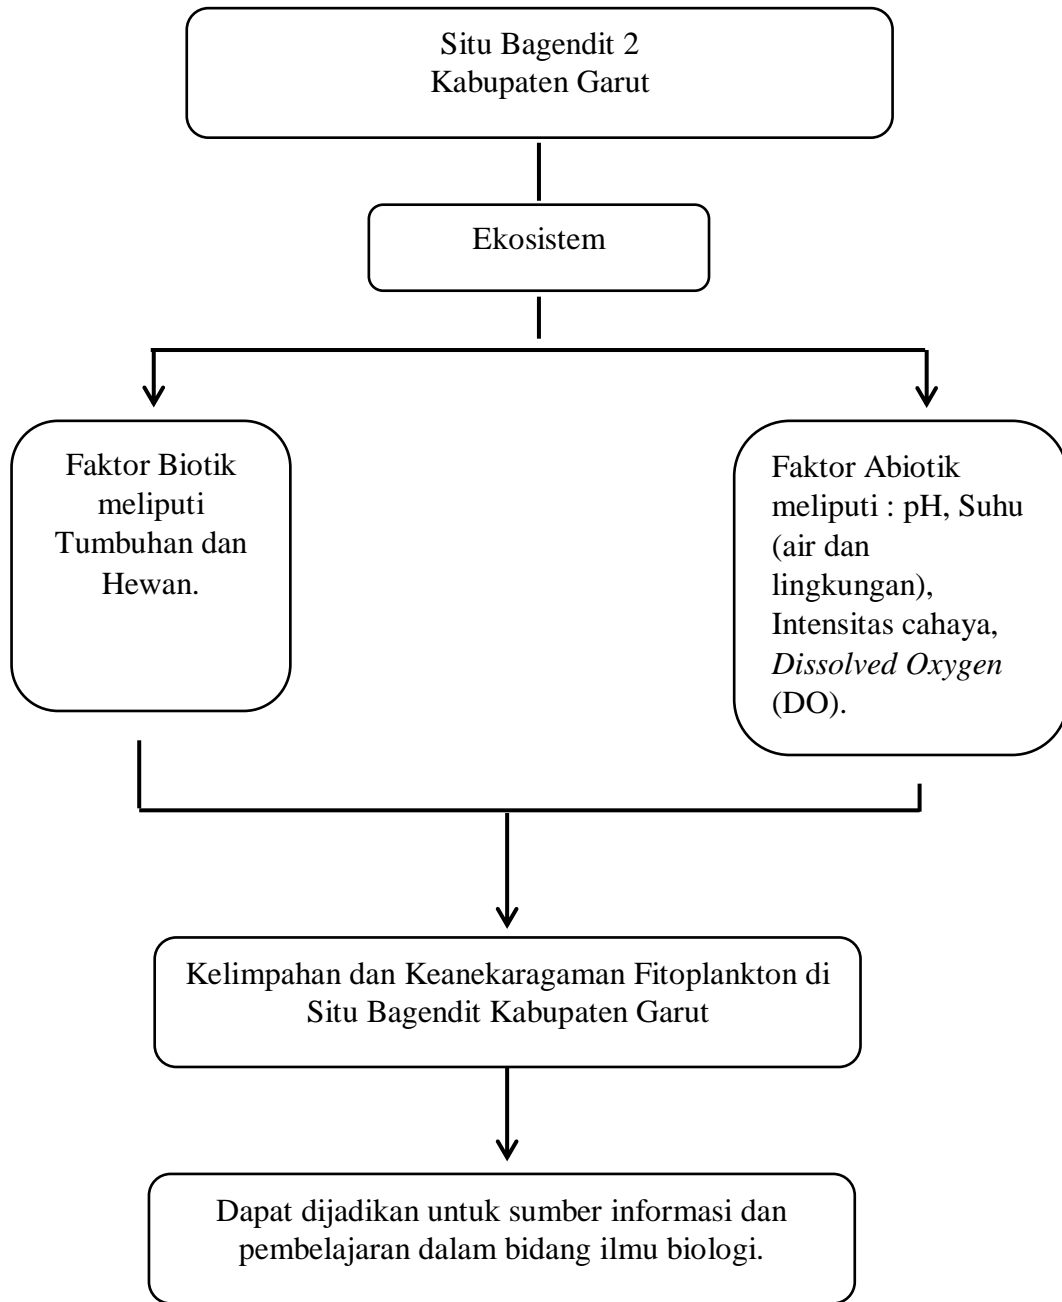 Situ Bagendit 2
Kabupaten Garut
Ekosistem
Faktor Biotik
meliputi
Tumbuhan dan
Hewan.
Faktor Abiotik
meliputi : pH, Suhu
(air dan
lingkungan),
Intensitas cahaya,
Dissolved Oxygen
(DO).
Kelimpahan dan Keanekaragaman Fitoplankton di
Situ Bagendit Kabupaten Garut
Dapat dijadikan untuk sumber informasi dan
pembelajaran dalam bidang ilmu biologi.